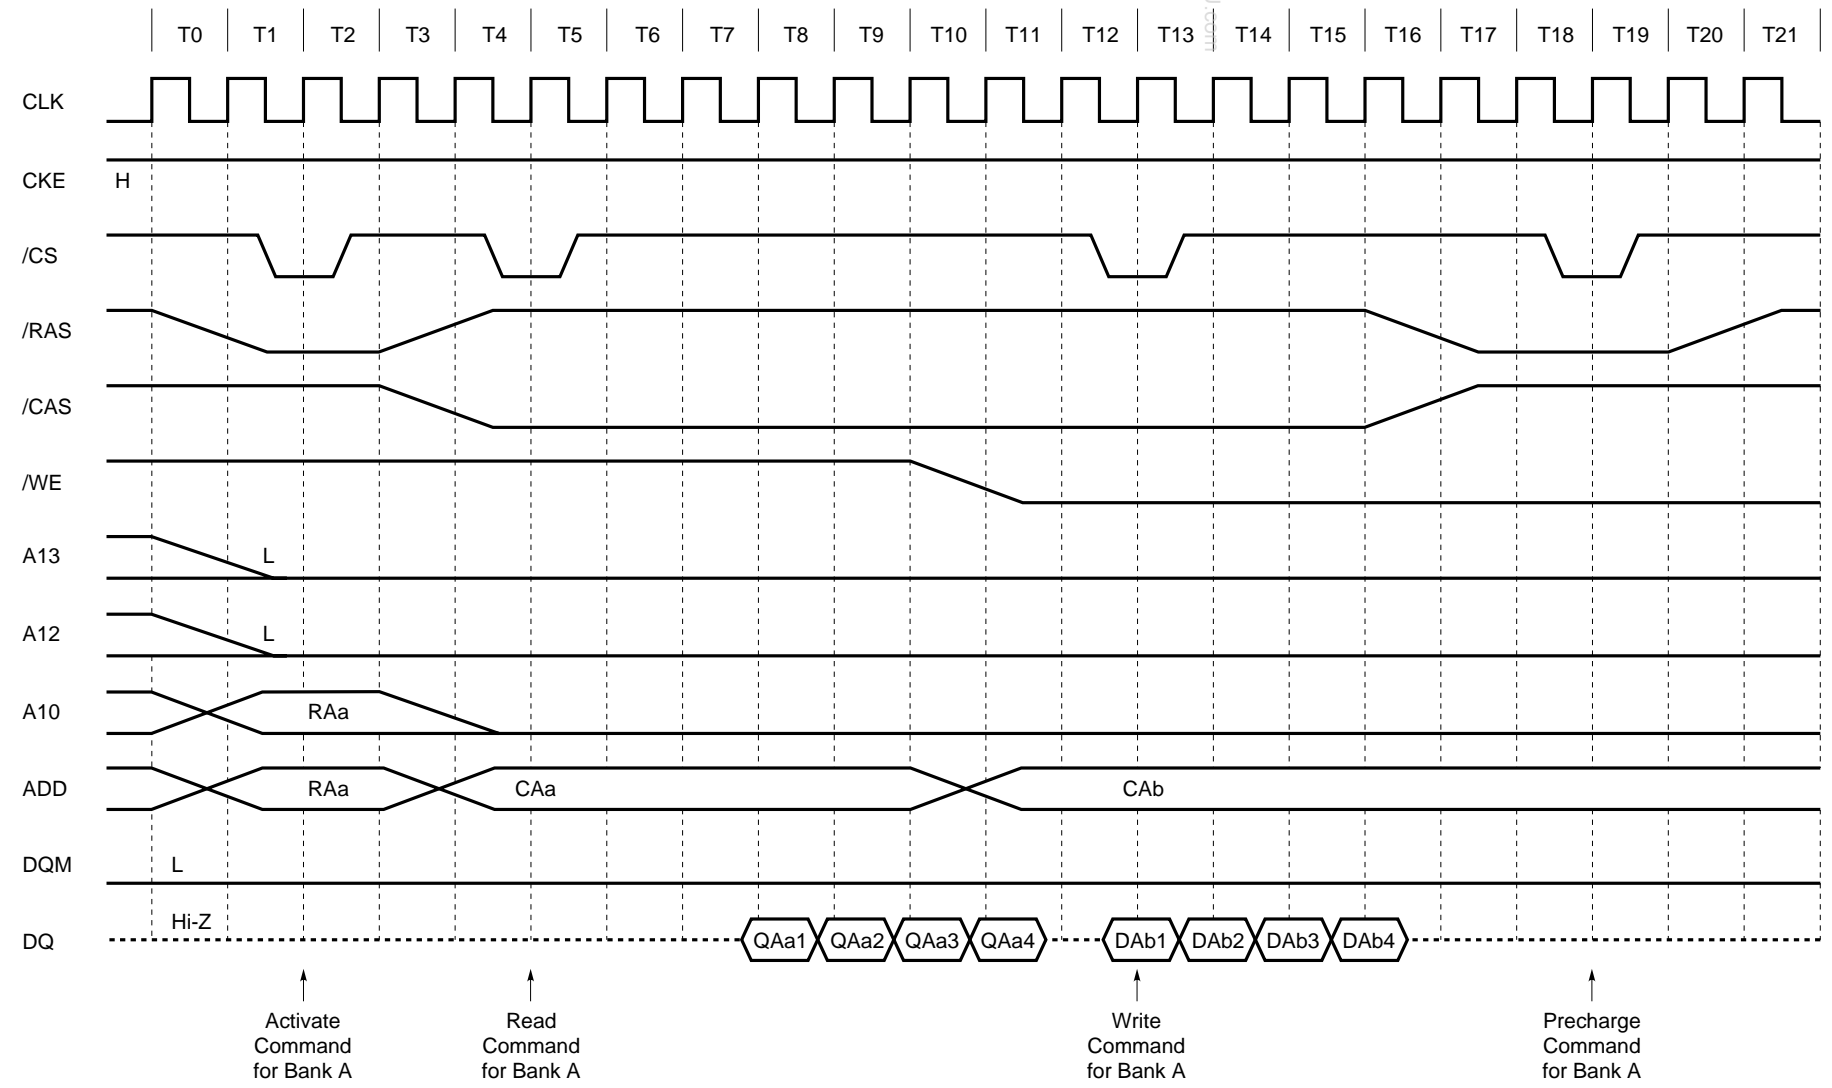 T0 T1 T2 T3 T4 T5 T6 T7 T8 T9 T10 T11 T12 T13 T14 T15 T16 T17 T18 T19 T20 T21
CLK
CKE H
/CS
/RAS
/CAS
/WE
A13 L
A12 L
A10 RAa
ADD RAa CAa CAb
DQM L
Hi-Z
DQ QAa1 QAa2 QAa3 QAa4 DAb1 DAb2 DAb3 DAb4
Activate
Command
for Bank A
Read
Command
for Bank A
Write
Command
for Bank A
Precharge
Command
for Bank A